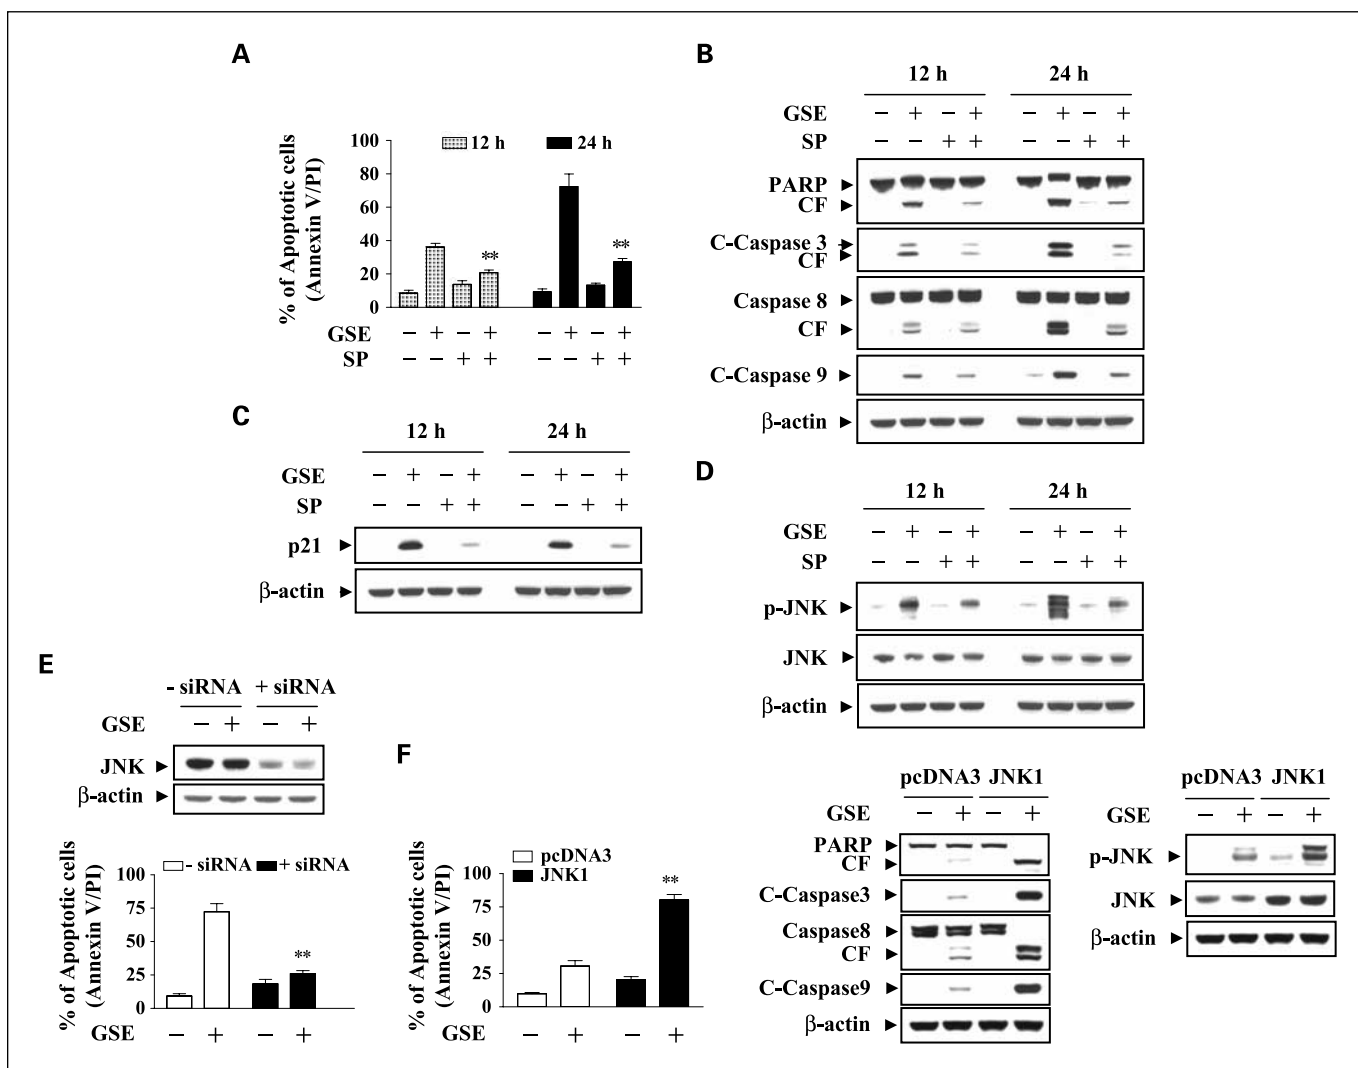 A
% of Apoptotic cells
(Annexin V/PI)
100
80
60
40
20
0
12 h
24 h
**
**
GSE − + − + − + − +
SP − − + + − − + +
B
12 h 24 h
GSE − + − + − + − +
SP − − + + − − + +
PARP
CF
C-Caspase 3
CF
Caspase 8
CF
C-Caspase 9
β-actin
C
12 h 24 h
GSE − + − + − + − +
SP − − + + − − + +
p21
β-actin
D
12 h 24 h
GSE − + − + − + − +
SP − − + + − − + +
p-JNK
JNK
β-actin
E
- siRNA + siRNA
GSE − + − +
JNK
β-actin
% of Apoptotic cells
(Annexin V/PI)
100
75
50
25
0
- siRNA + siRNA
**
GSE − + − +
F
% of Apoptotic cells
(Annexin V/PI)
100
75
50
25
0
pcDNA3
JNK1
**
GSE − + − +
pcDNA3 JNK1
GSE − + − +
PARP
CF
C-Caspase3
Caspase8
CF
C-Caspase9
β-actin
pcDNA3 JNK1
GSE − + − +
p-JNK
JNK
β-actin